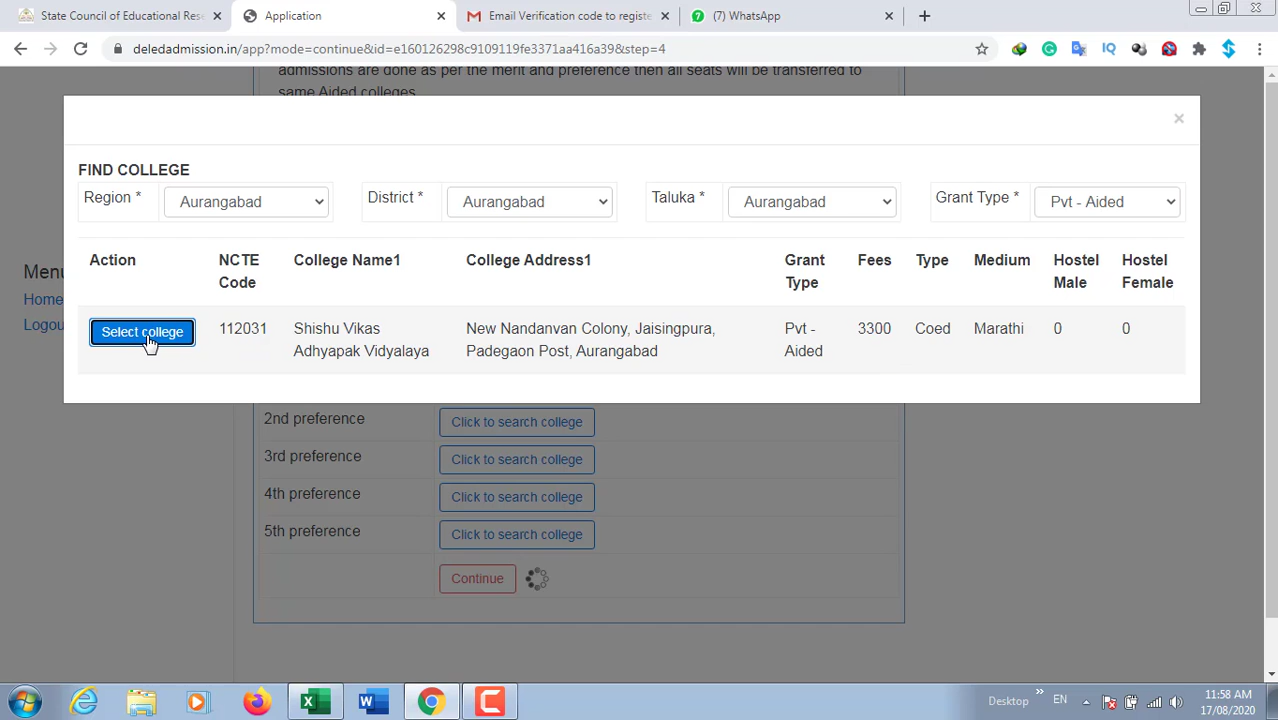 State Council of Educational Rese
Application
Email Verification code to registe
(7) WhatsApp
deledadmission.in/app?mode=continue&id=e160126298c9109119fe3371aa416a39&step=4
admissions are done as per the merit and preference then all seats will be transferred to
same Aided colleges.
×
FIND COLLEGE
Region * Aurangabad District * Aurangabad Taluka * Aurangabad Grant Type * Pvt - Aided
Action NCTE Code College Name1 College Address1 Grant Type Fees Type Medium Hostel Male Hostel Female
Select college 112031 Shishu Vikas New Nandanvan Colony, Jaisingpura, Pvt - 3300 Coed Marathi 0 0
Adhyapak Vidyalaya Padegaon Post, Aurangabad Aided
Menu
Home
Logou
2nd preference Click to search college
3rd preference Click to search college
4th preference Click to search college
5th preference Click to search college
Continue
Desktop
EN
11:58 AM
17/08/2020